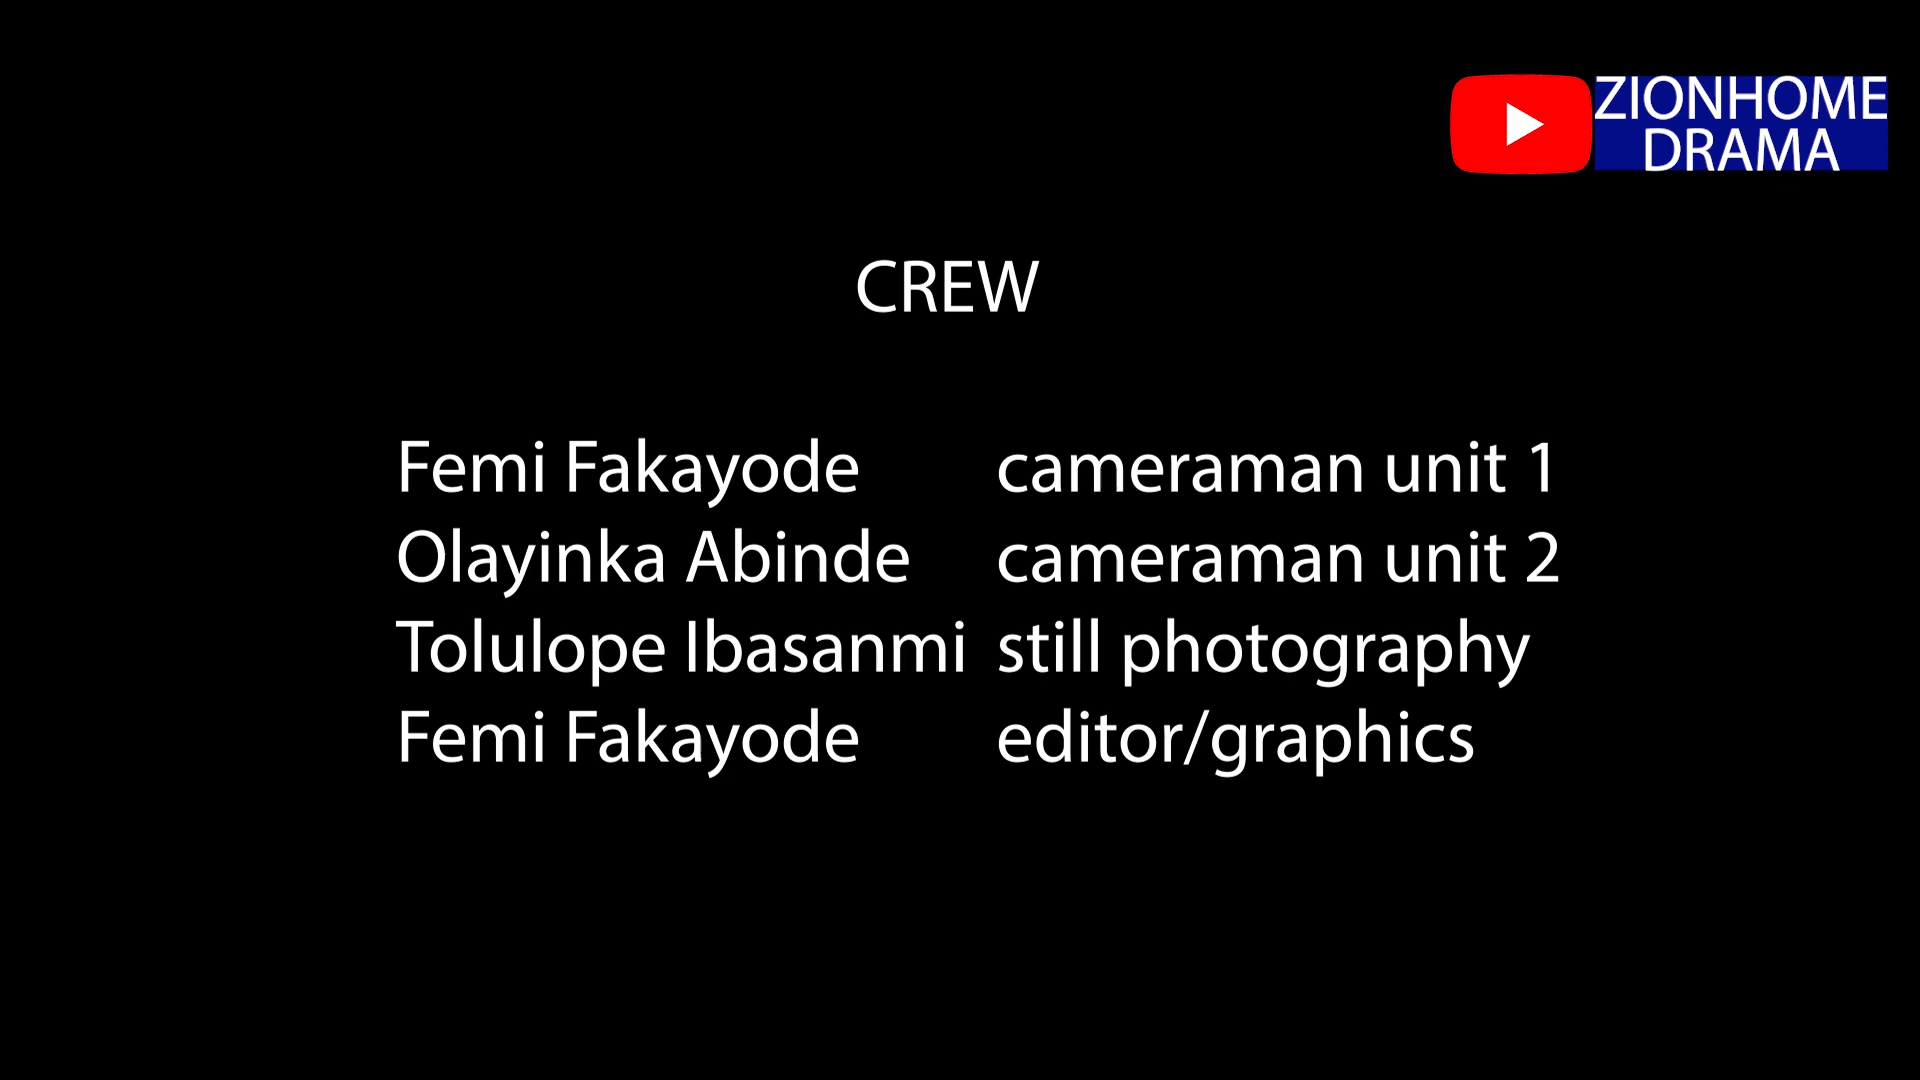 ZIONHOME
DRAMA
CREW
Femi Fakayode cameraman unit 1
Olayinka Abinde cameraman unit 2
Tolulope Ibasanmi still photography
Femi Fakayode editor/graphics